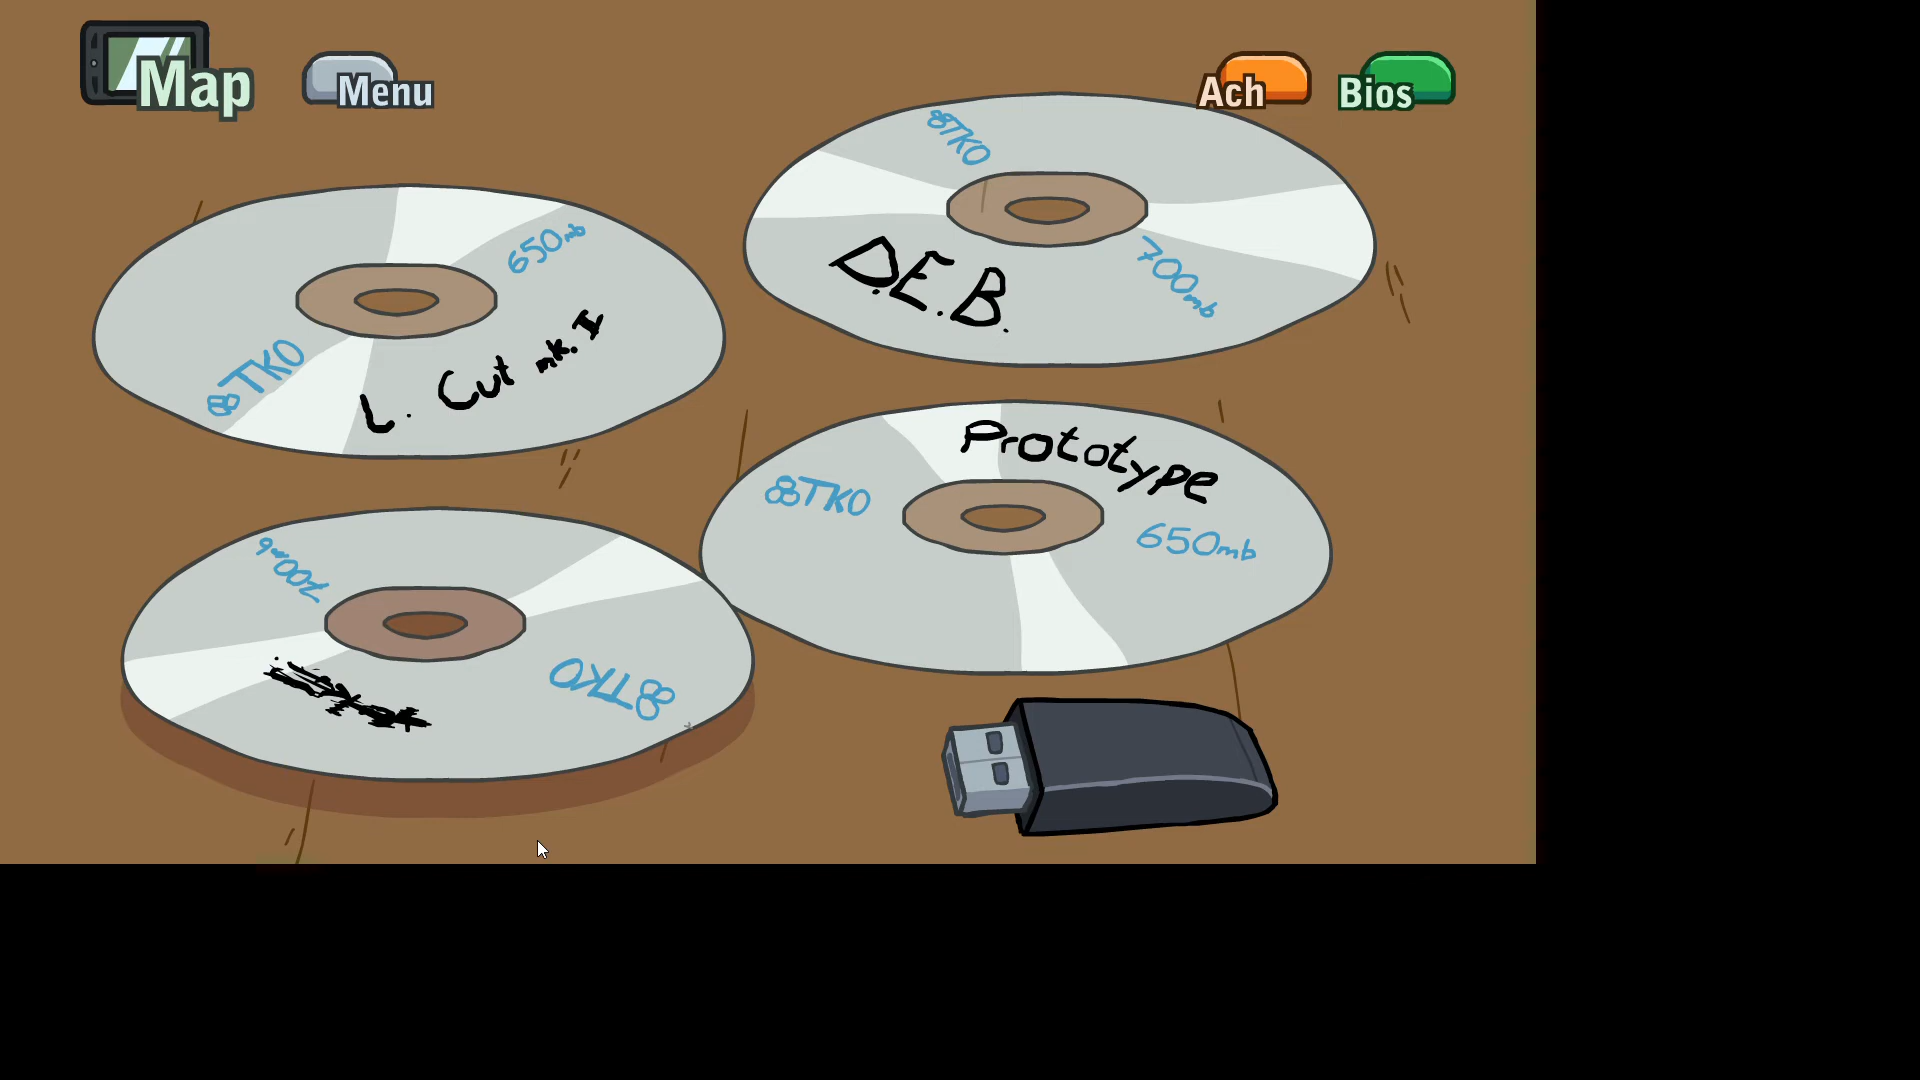 Map
Menu
Ach
Bios
650mb
8TKO
L. Cut mk. I
8TKO
D.E.B.
700mb
Prototype
8TKO
650mb
700mb
8TKO